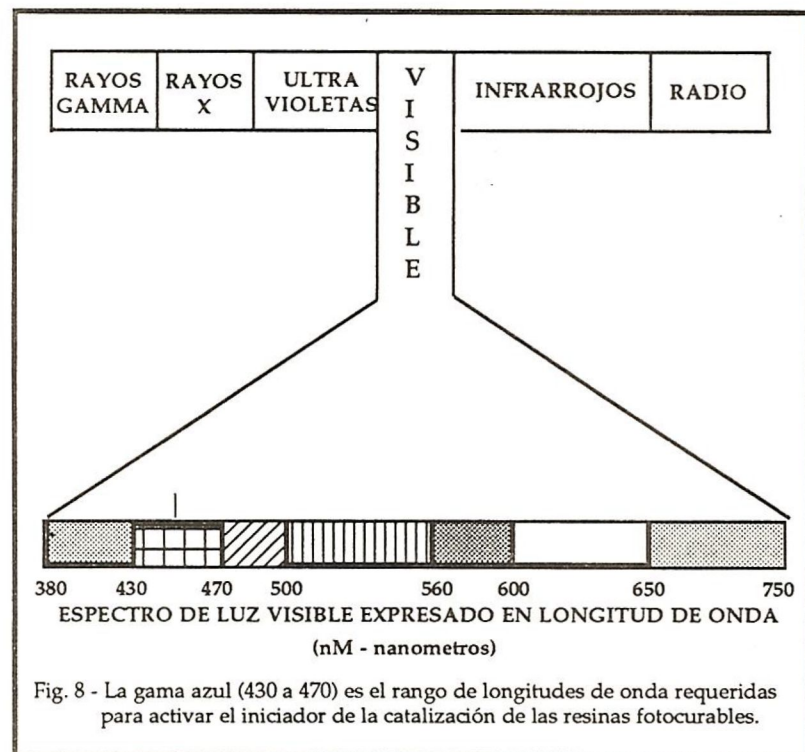 RAYOS GAMMA
RAYOS X
ULTRA VIOLETAS
VISIBLE
INFRARROJOS
RADIO
380 430 470 500 560 600 650 750
ESPECTRO DE LUZ VISIBLE EXPRESADO EN LONGITUD DE ONDA
(nM - nanometros)
Fig. 8 - La gama azul (430 a 470) es el rango de longitudes de onda requeridas
para activar el iniciador de la catalización de las resinas fotocurables.